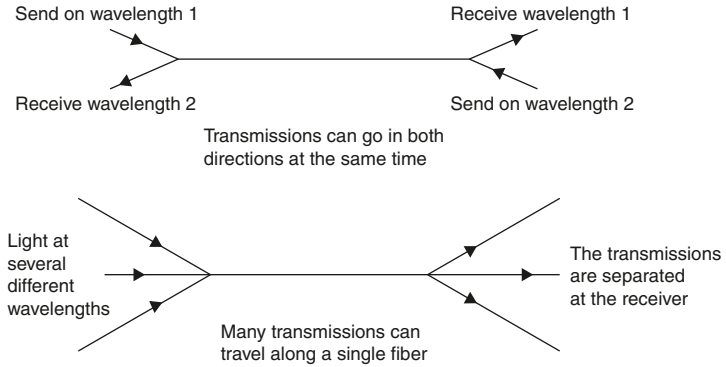 Send on wavelength 1
Receive wavelength 1
Receive wavelength 2
Send on wavelength 2
Transmissions can go in both
directions at the same time
Light at
several
different
wavelengths
The transmissions
are separated
at the receiver
Many transmissions can
travel along a single fiber